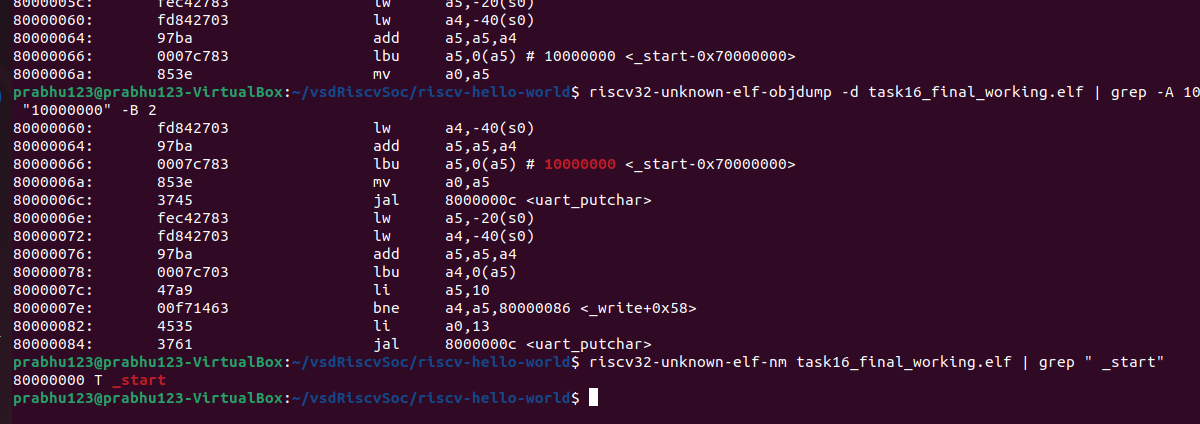 8000005c: fec42783 lw a5,-20(s0)
80000060: fd842703 lw a4,-40(s0)
80000064: 97ba add a5,a5,a4
80000066: 0007c783 lbu a5,0(a5) # 10000000 <_start-0x70000000>
8000006a: 853e mv a0,a5
prabhu123@prabhu123-VirtualBox:~/vsdRiscvSoc/riscv-hello-world$ riscv32-unknown-elf-objdump -d task16_final_working.elf | grep -A 10
"10000000" -B 2
80000060: fd842703 lw a4,-40(s0)
80000064: 97ba add a5,a5,a4
80000066: 0007c783 lbu a5,0(a5) # 10000000 <_start-0x70000000>
8000006a: 853e mv a0,a5
8000006c: 3745 jal 8000000c <uart_putchar>
8000006e: fec42783 lw a5,-20(s0)
80000072: fd842703 lw a4,-40(s0)
80000076: 97ba add a5,a5,a4
80000078: 0007c703 lbu a4,0(a5)
8000007c: 47a9 li a5,10
8000007e: 00f71463 bne a4,a5,80000086 <_write+0x58>
80000082: 4535 li a0,13
80000084: 3761 jal 8000000c <uart_putchar>
prabhu123@prabhu123-VirtualBox:~/vsdRiscvSoc/riscv-hello-world$ riscv32-unknown-elf-nm task16_final_working.elf | grep " _start"
80000000 T _start
prabhu123@prabhu123-VirtualBox:~/vsdRiscvSoc/riscv-hello-world$